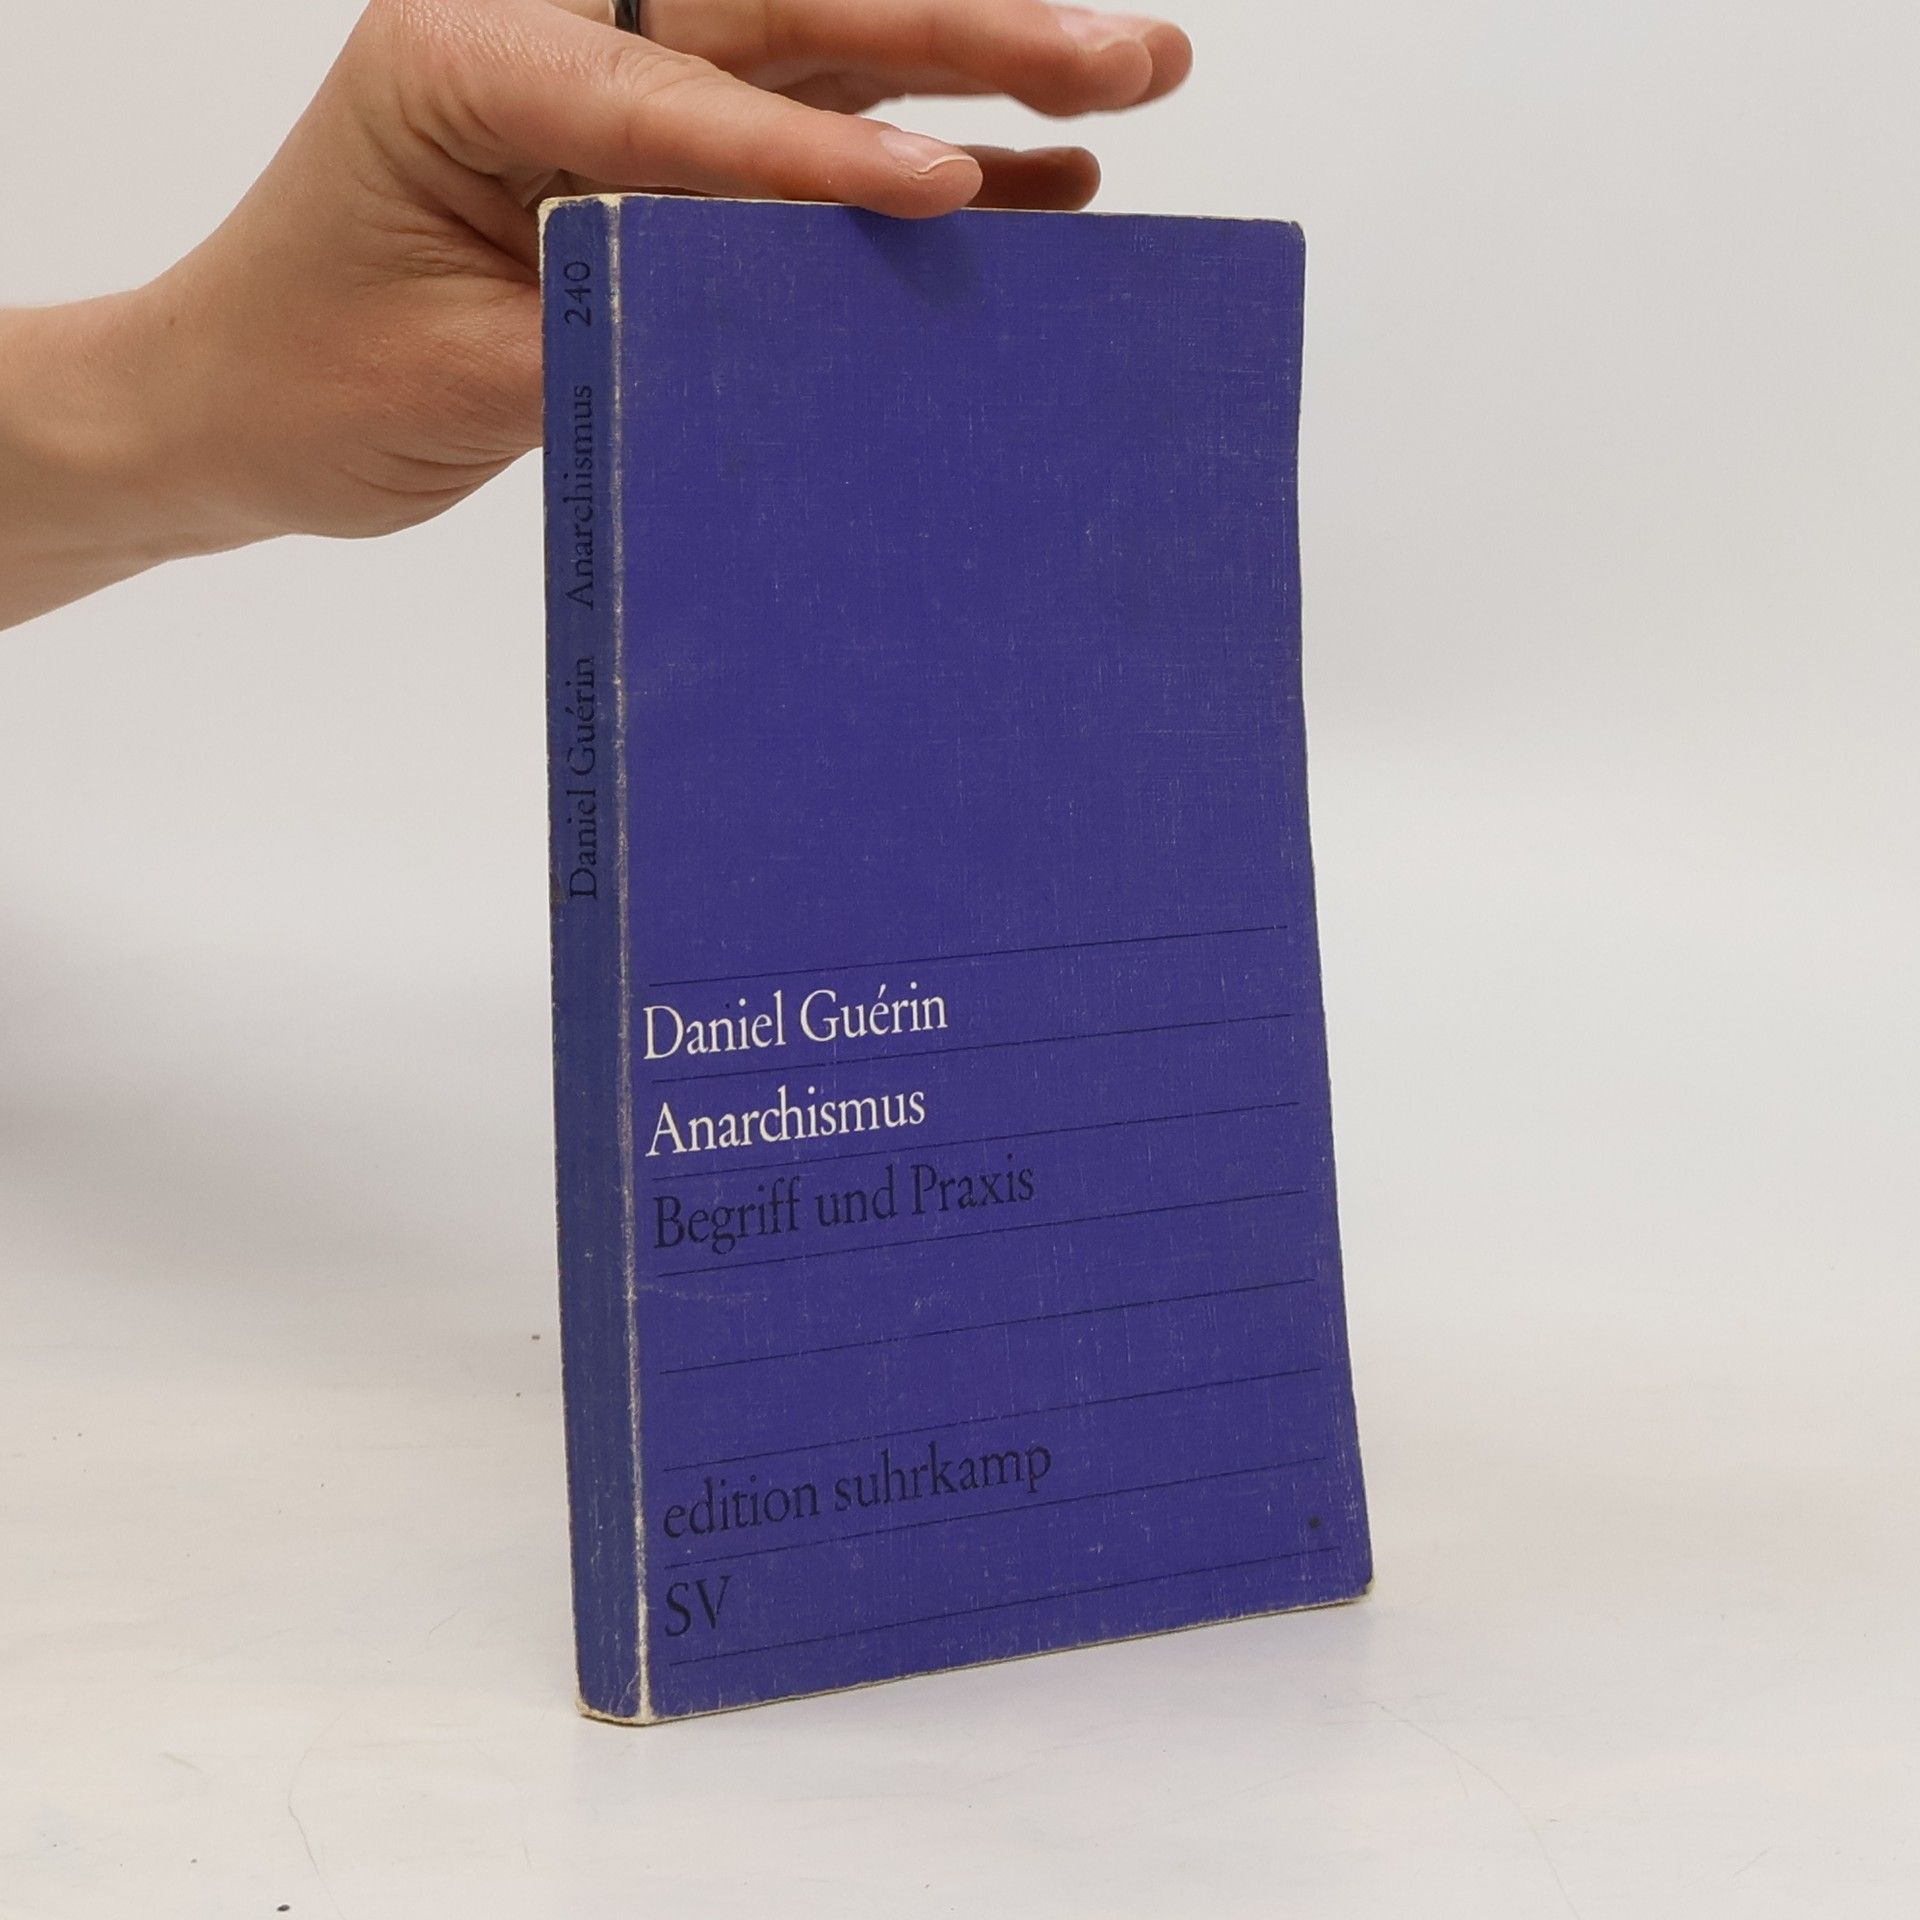 Daniel Guérin Anarchismus 240
Daniel Guérin
Anarchismus
Begriff und Praxis
edition suhrkamp
SV